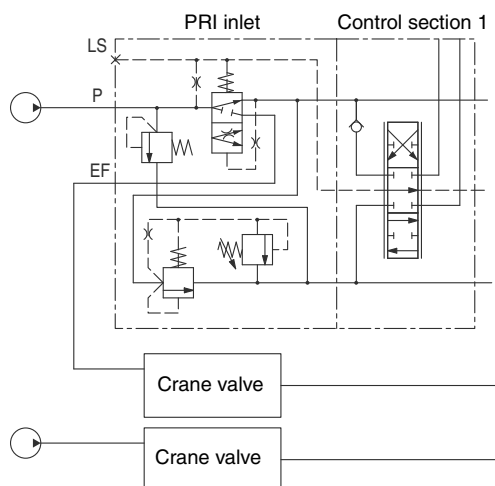 PRI inlet
Control section 1
LS
P
EF
Crane valve
Crane valve